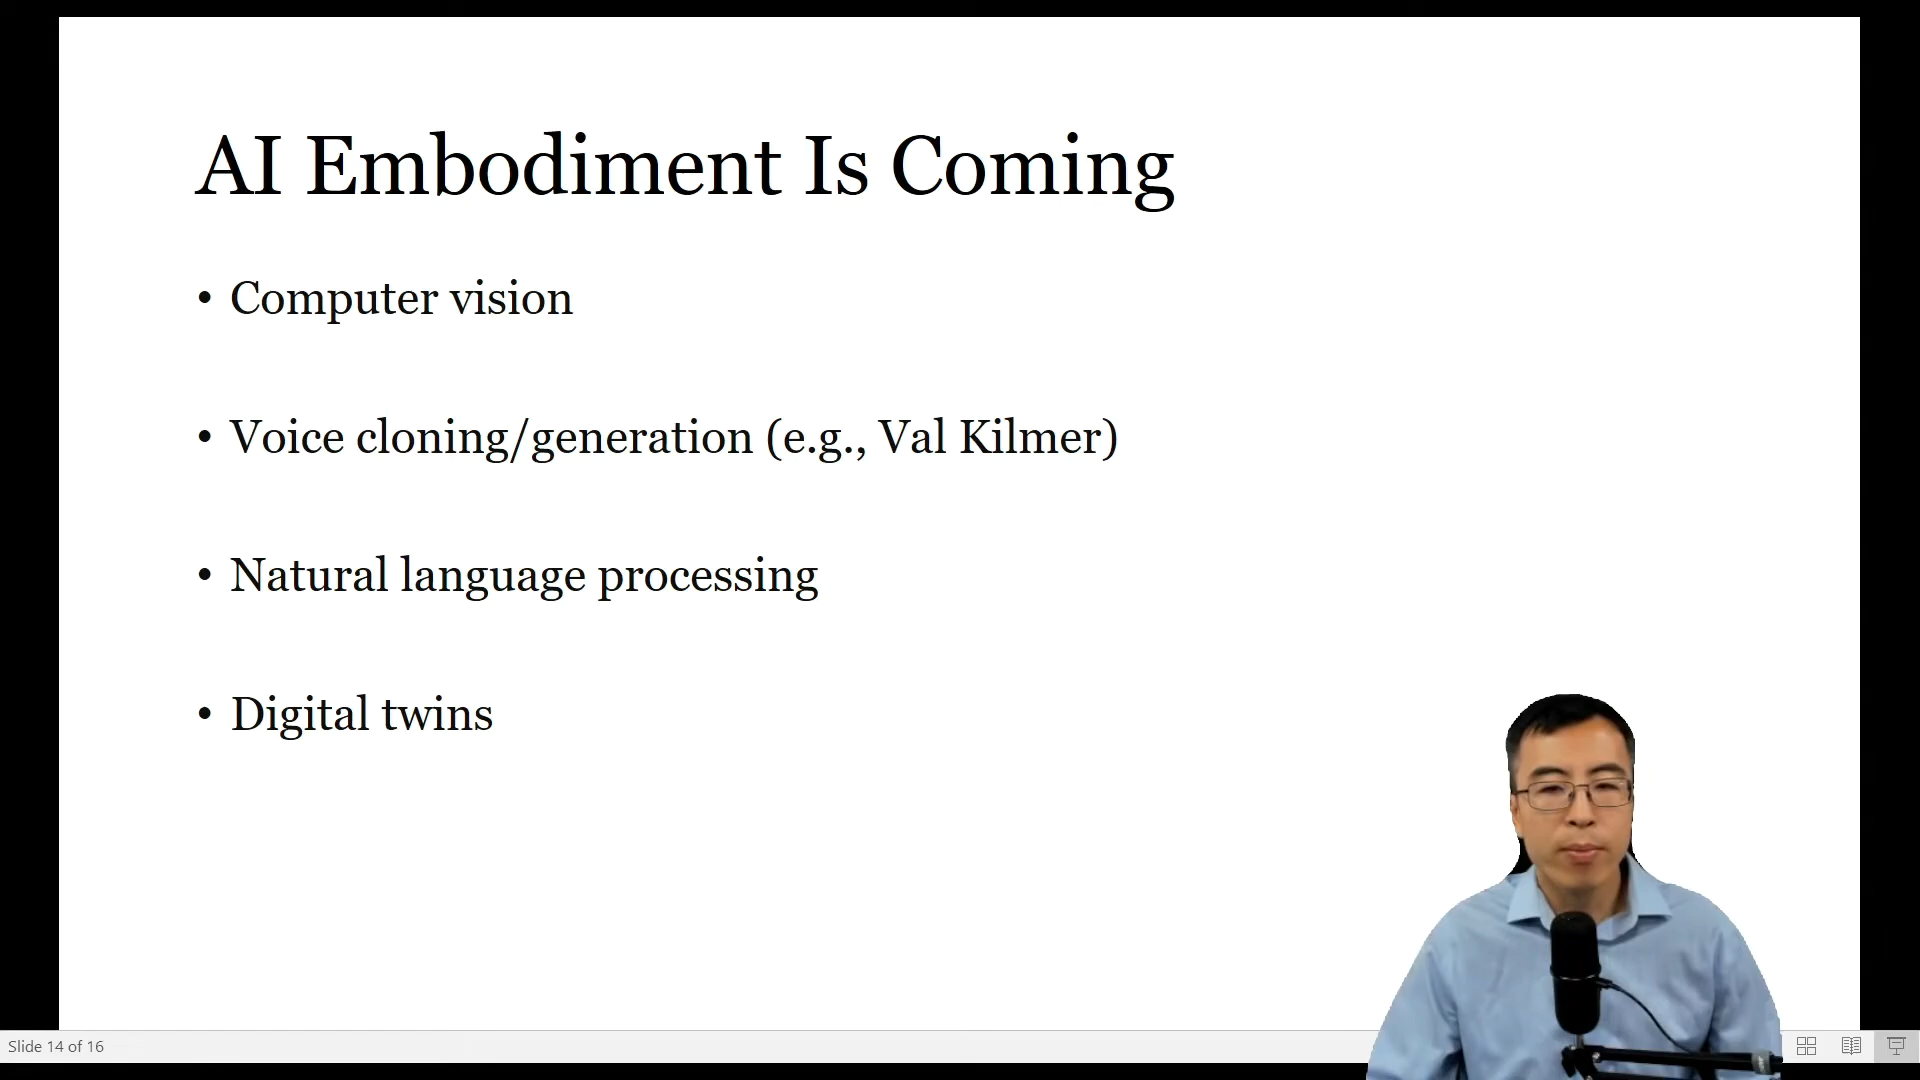 AI Embodiment Is Coming
• Computer vision
• Voice cloning/generation (e.g., Val Kilmer)
• Natural language processing
• Digital twins
Slide 14 of 16